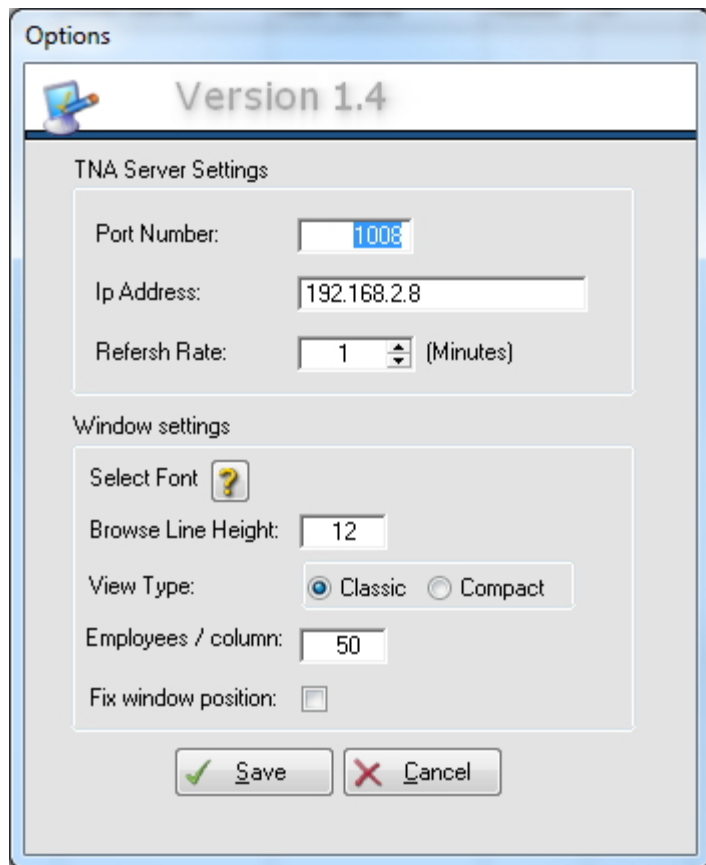 Options
Version 1.4
TNA Server Settings
Port Number: 1008
Ip Address: 192.168.2.8
Refersh Rate: 1 (Minutes)
Window settings
Select Font ?
Browse Line Height: 12
View Type: Classic Compact
Employees / column: 50
Fix window position:
Save Cancel